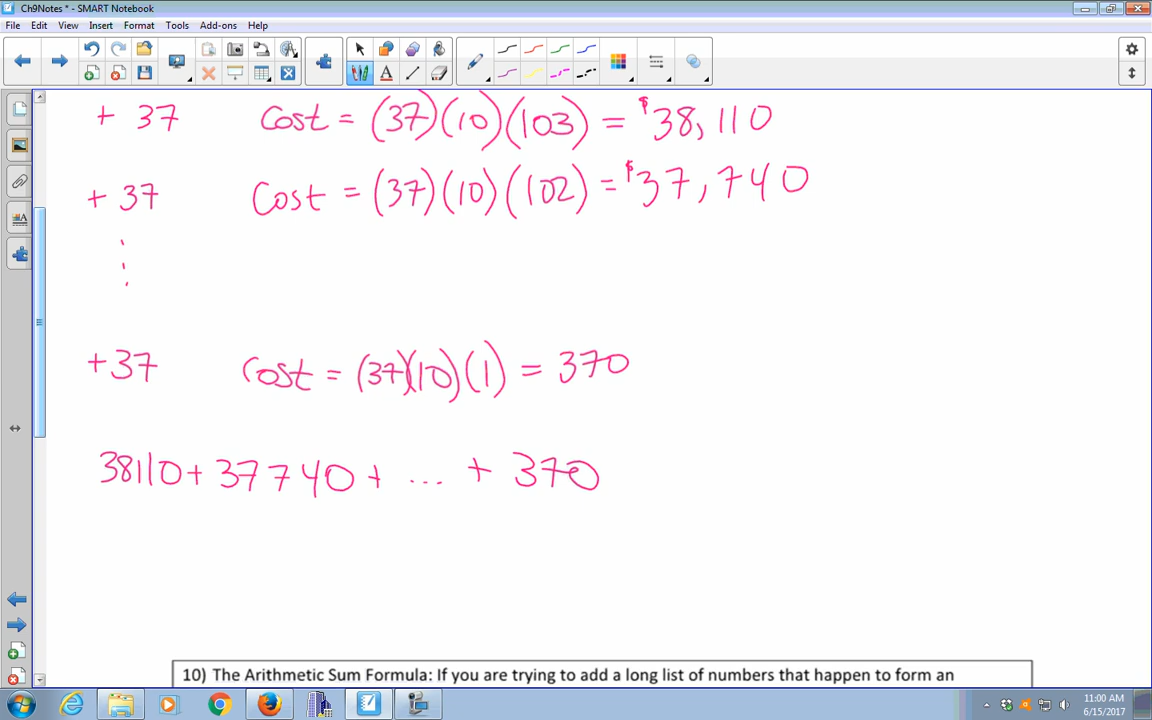 Ch9Notes * - SMART Notebook
File Edit View Insert Format Tools Add-ons Help
+ 37 Cost = (37)(10)(103) = $38,110
+ 37 Cost = (37)(10)(102) = $37,740
⋮
+37 Cost = (37)(10)(1) = 370
38110 + 37740 + ... + 370
10) The Arithmetic Sum Formula: If you are trying to add a long list of numbers that happen to form an
11:00 AM
6/15/2017